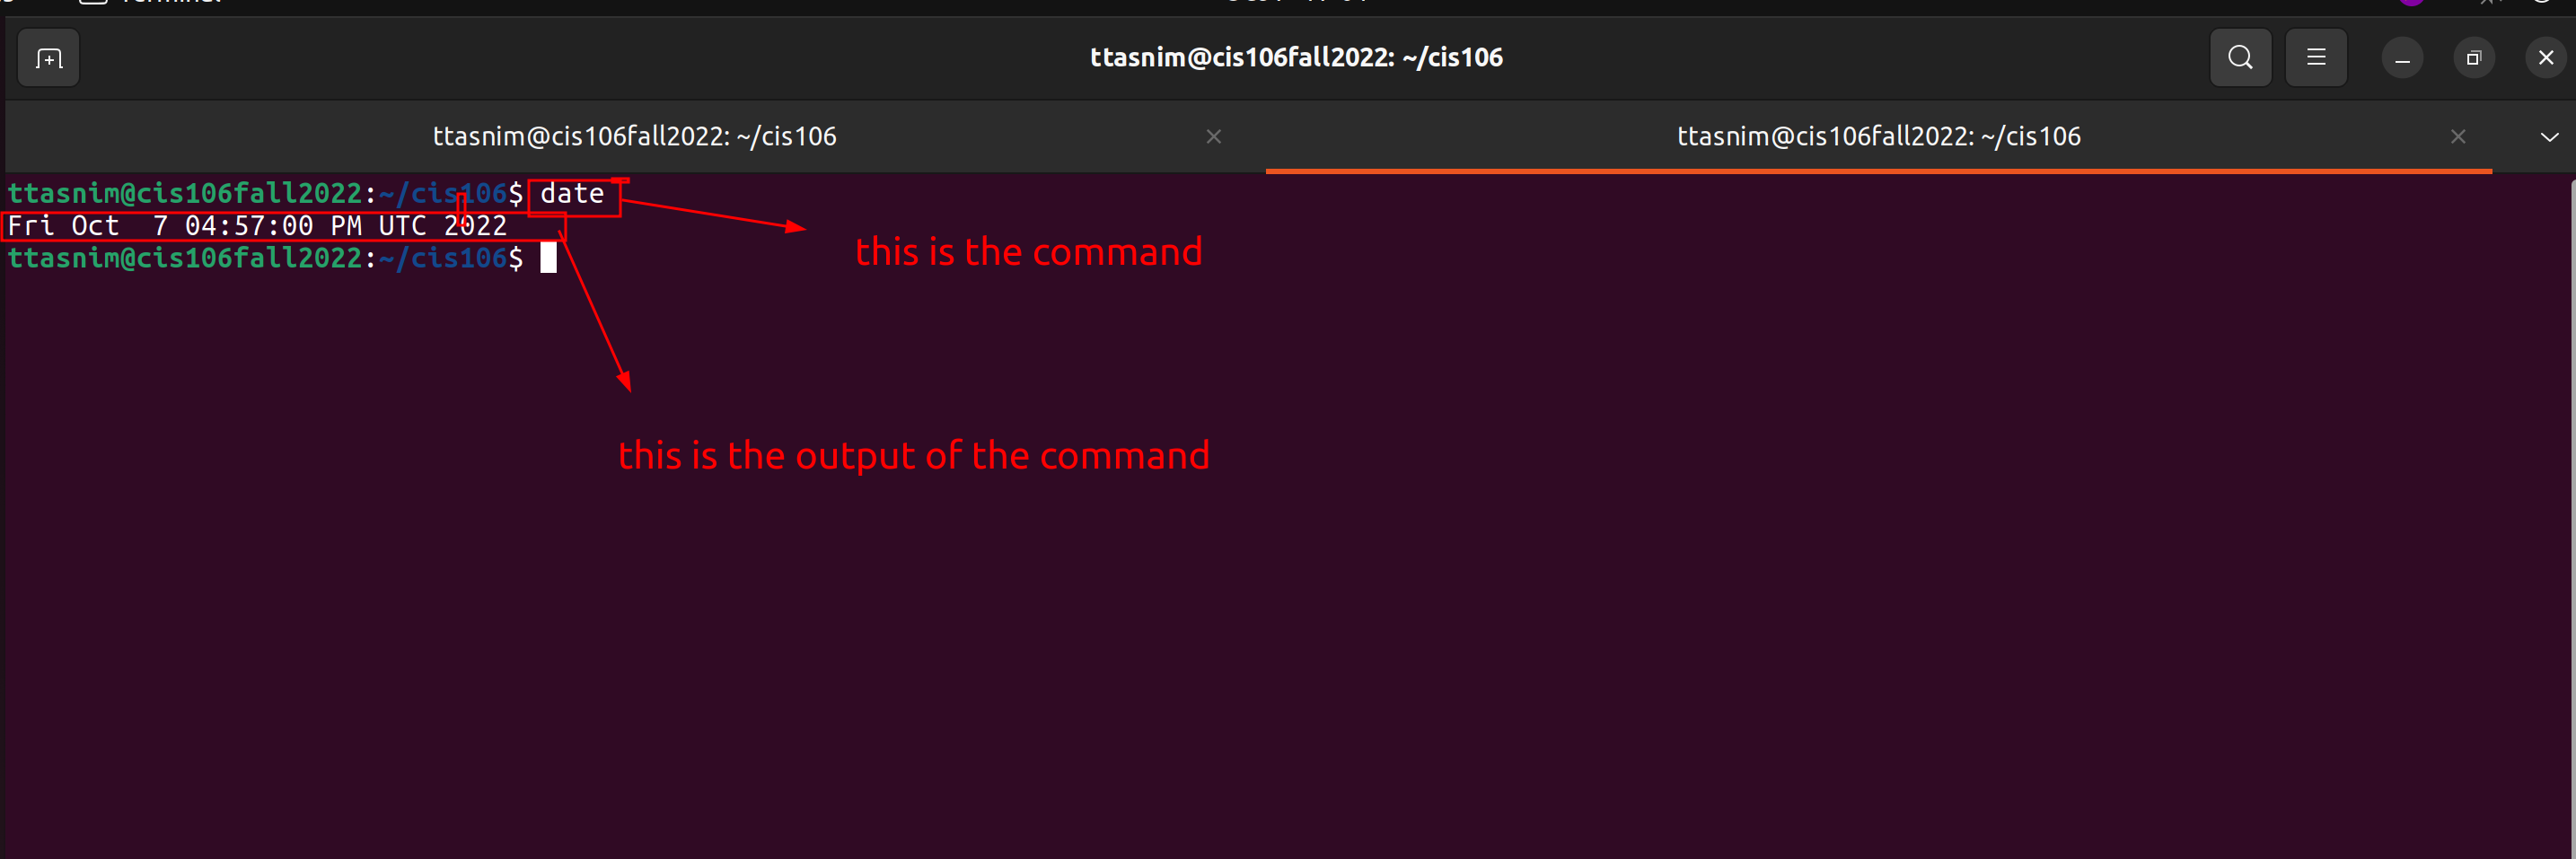 Terminal
ttasnim@cis106fall2022: ~/cis106
ttasnim@cis106fall2022: ~/cis106
ttasnim@cis106fall2022: ~/cis106
ttasnim@cis106fall2022:~/cis106$ date
Fri Oct  7 04:57:00 PM UTC 2022
ttasnim@cis106fall2022:~/cis106$
this is the command
this is the output of the command